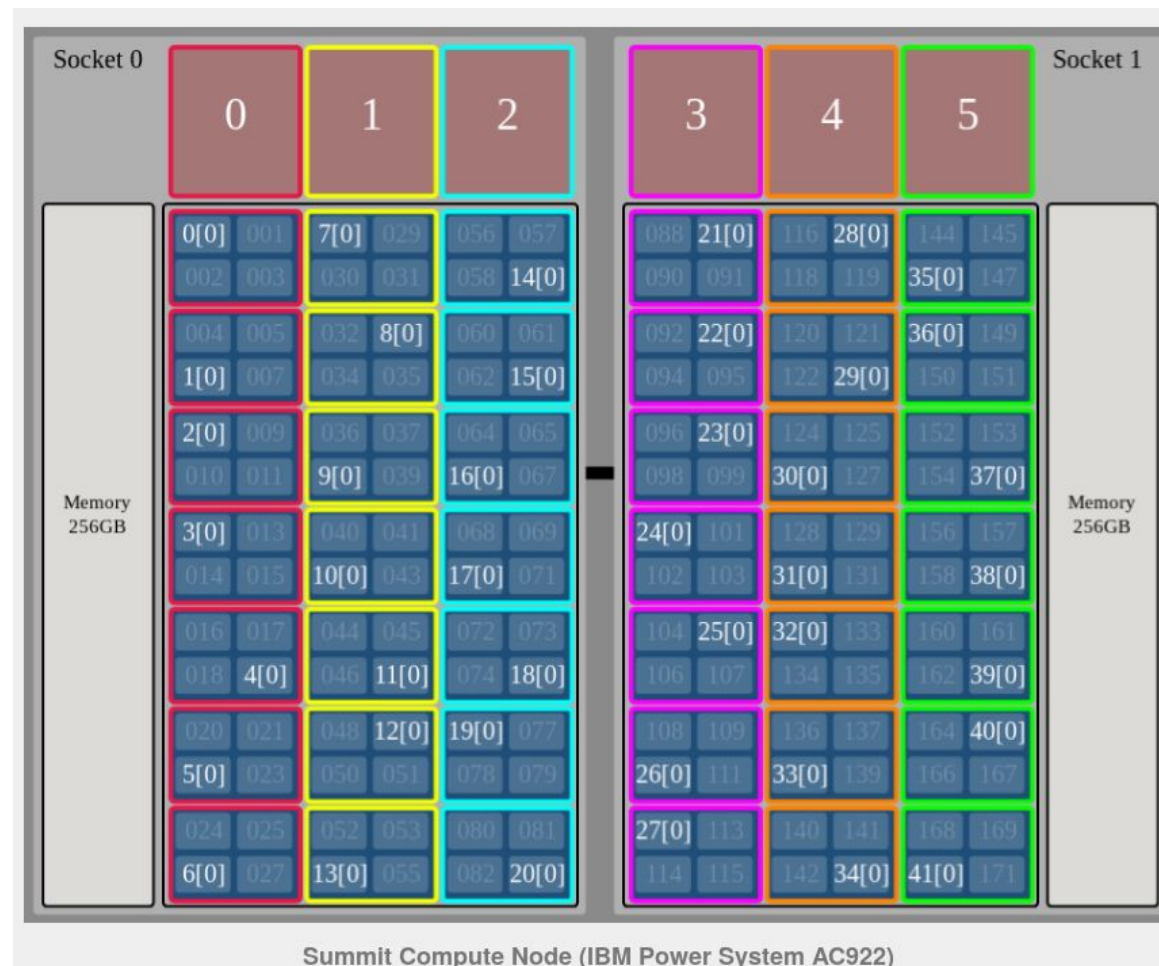 Socket 0
Socket 1
0 1 2 3 4 5
0[0] 001 7[0] 029 056 057 088 21[0] 116 28[0] 144 145
002 003 030 031 058 14[0] 090 091 118 119 35[0] 147
004 005 032 8[0] 060 061 092 22[0] 120 121 36[0] 149
1[0] 007 034 035 062 15[0] 094 095 122 29[0] 150 151
2[0] 009 036 037 064 065 096 23[0] 124 125 152 153
010 011 9[0] 039 16[0] 067 098 099 30[0] 127 154 37[0]
Memory
256GB
Memory
256GB
3[0] 013 040 041 068 069 24[0] 101 128 129 156 157
014 015 10[0] 043 17[0] 071 102 103 31[0] 131 158 38[0]
016 017 044 045 072 073 104 25[0] 32[0] 133 160 161
018 4[0] 046 11[0] 074 18[0] 106 107 134 135 162 39[0]
020 021 048 12[0] 19[0] 077 108 109 136 137 164 40[0]
5[0] 023 050 051 078 079 26[0] 111 33[0] 139 166 167
024 025 052 053 080 081 27[0] 113 140 141 168 169
6[0] 027 13[0] 055 082 20[0] 114 115 142 34[0] 41[0] 171
Summit Compute Node (IBM Power System AC922)